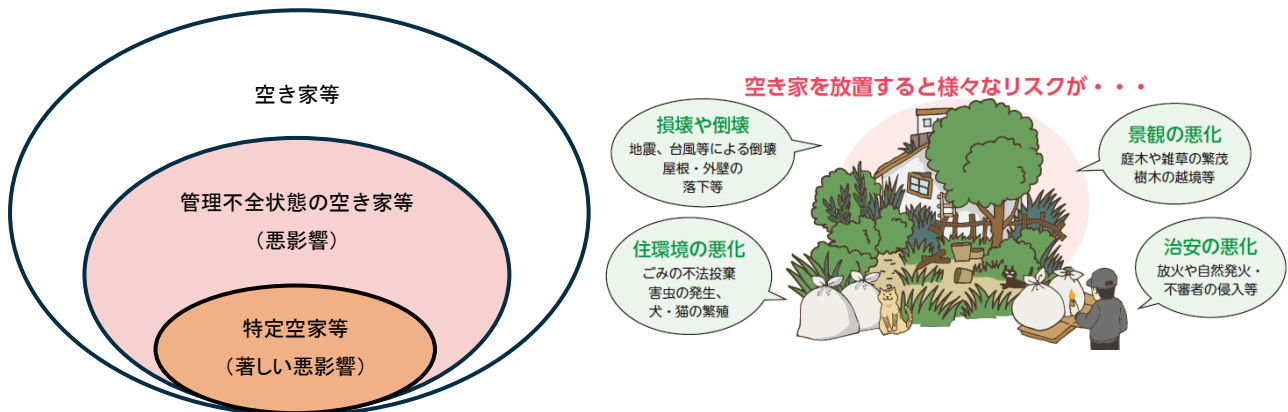 空き家等
管理不全状態の空き家等
（悪影響）
特定空家等
（著しい悪影響）
空き家を放置すると様々なリスクが・・・
損壊や倒壊
地震、台風等による倒壊
屋根・外壁の
落下等
景観の悪化
庭木や雑草の繁茂
樹木の越境等
住環境の悪化
ごみの不法投棄
害虫の発生、
犬・猫の繁殖
治安の悪化
放火や自然発火・
不審者の侵入等